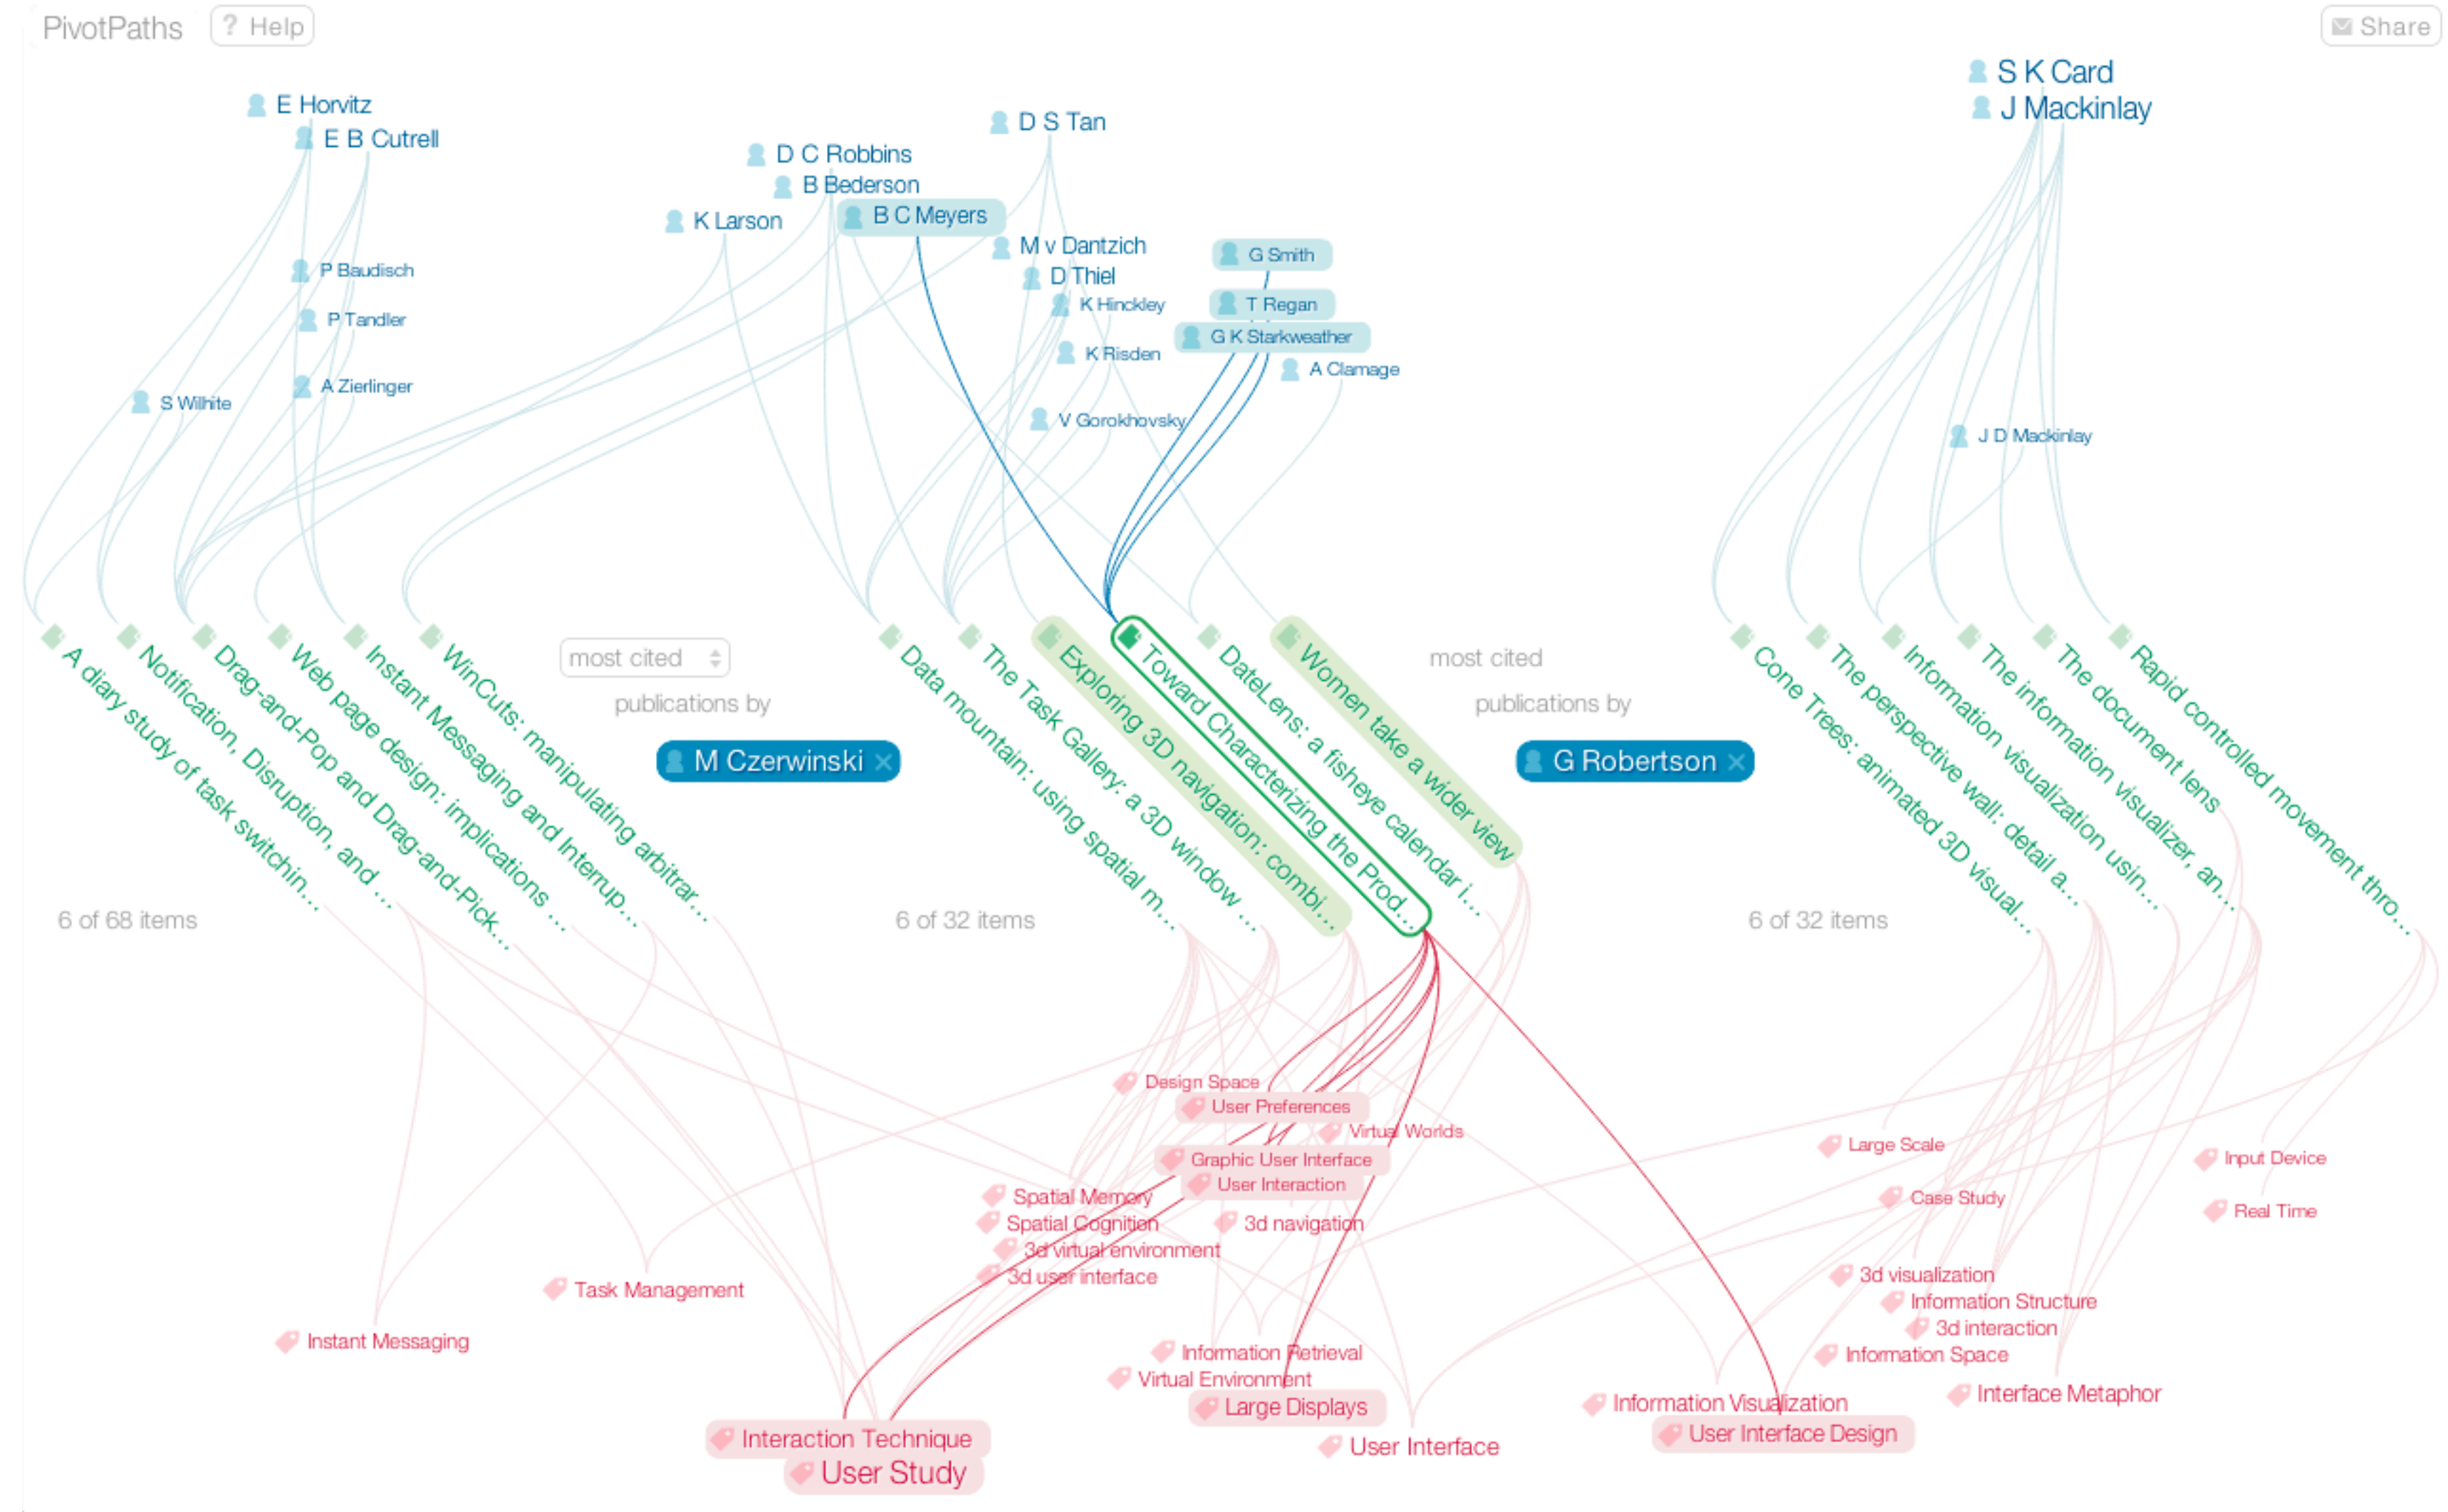 PivotPaths
? Help
Share
S K Card
J Mackinlay
E Horvitz
E B Cutrell
D S Tan
D C Robbins
B Bederson
B C Meyers
K Larson
M v Dantzich
D Thiel
G Smith
P Baudisch
K Hinckley
T Regan
P Tandler
G K Starkweather
K Risden
A Clamage
A Zierlinger
S Wilhite
V Gorokhovsky
J D Mackinlay
A diary study of task switchin...
Notification, Disruption, and ...
Drag-and-Pop and Drag-and-Pick...
Web page design: implications ...
Instant Messaging and Interrup...
WinCuts: manipulating arbitrar...
most cited
publications by
M Czerwinski
Data mountain: using spatial m...
The Task Gallery: a 3D window ...
Exploring 3D navigation: combi...
Toward Characterizing the Prod...
DateLens: a fisheye calendar i...
Women take a wider view
most cited
publications by
G Robertson
Cone Trees: animated 3D visual...
The perspective wall: detail a...
Information visualization usin...
The information visualizer, an...
The document lens
Rapid controlled movement thro...
6 of 68 items
6 of 32 items
6 of 32 items
Design Space
User Preferences
Virtual Worlds
Large Scale
Graphic User Interface
Input Device
User Interaction
Spatial Memory
Case Study
Real Time
Spatial Cognition
3d navigation
3d virtual environment
3d user interface
3d visualization
Task Management
Information Structure
3d interaction
Instant Messaging
Information Retrieval
Information Space
Virtual Environment
Interface Metaphor
Large Displays
Information Visualization
User Interface Design
Interaction Technique
User Interface
User Study